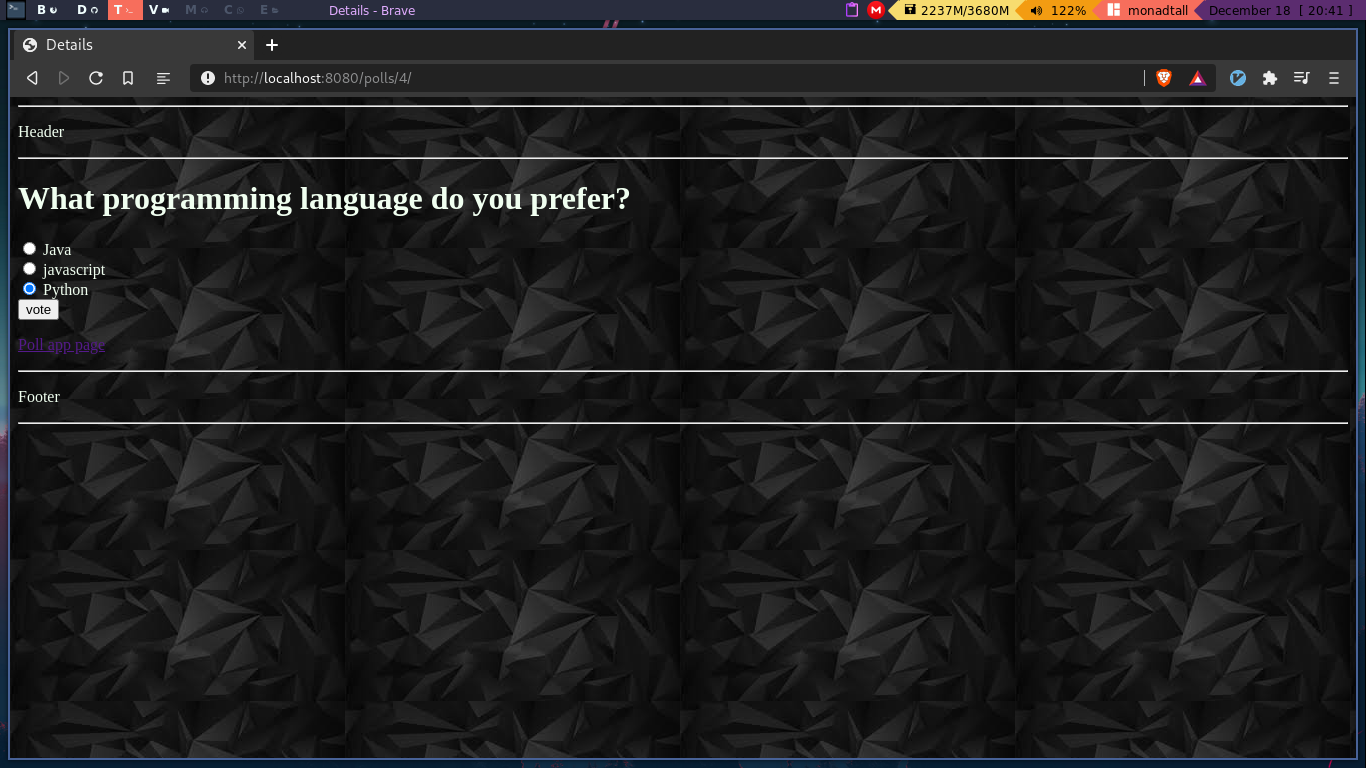 B D T V M C E Details - Brave 2237M/3680M 122% monadtall December 18 [ 20:41 ]
Details
http://localhost:8080/polls/4/
Header
What programming language do you prefer?
Java
javascript
Python
vote
Poll app page
Footer